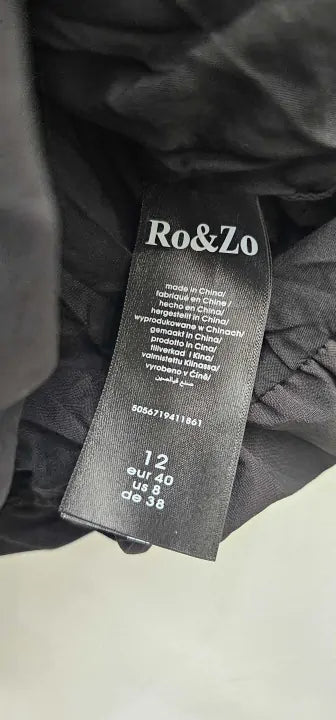 Ro&Zo
made in China/
fabriqué en Chine/
hecho en China/
hergestellt in China/
wyprodukowane w Chinach/
gemaakt in China/
prodotto in Cina/
tillverkad i Kina/
valmistettu Kiinassa/
vyrobeno v Číně/
صنع في الصين
5056719411861
12
eur 40
us 8
de 38